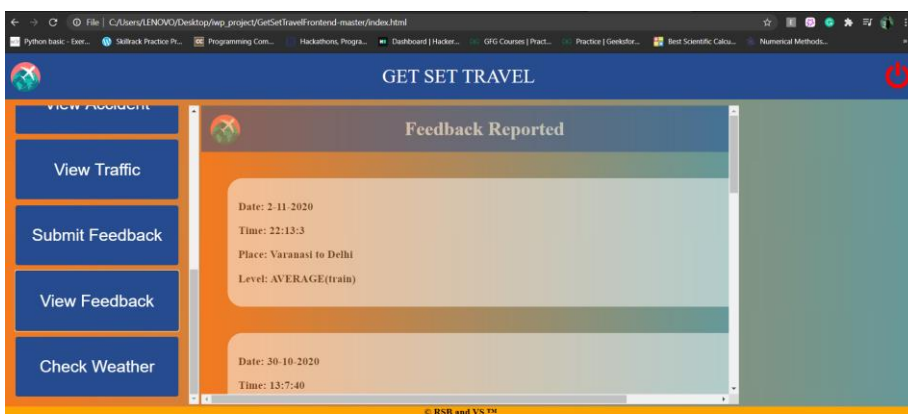 File | C:/Users/LENOVO/Desktop/iwp_project/GetSetTravelFrontend-master/index.html
Python basic - Exer... Skillrack Practice Pr... Programming Com... Hackathons, Progra... Dashboard | Hacker... GFG Courses | Pract... Practice | Geeksfor... Best Scientific Calcu... Numerical Methods...
GET SET TRAVEL
View Accident
View Traffic
Submit Feedback
View Feedback
Check Weather
Feedback Reported
Date: 2-11-2020
Time: 22:13:3
Place: Varanasi to Delhi
Level: AVERAGE(train)
Date: 30-10-2020
Time: 13:7:40
© RSB and VS ™